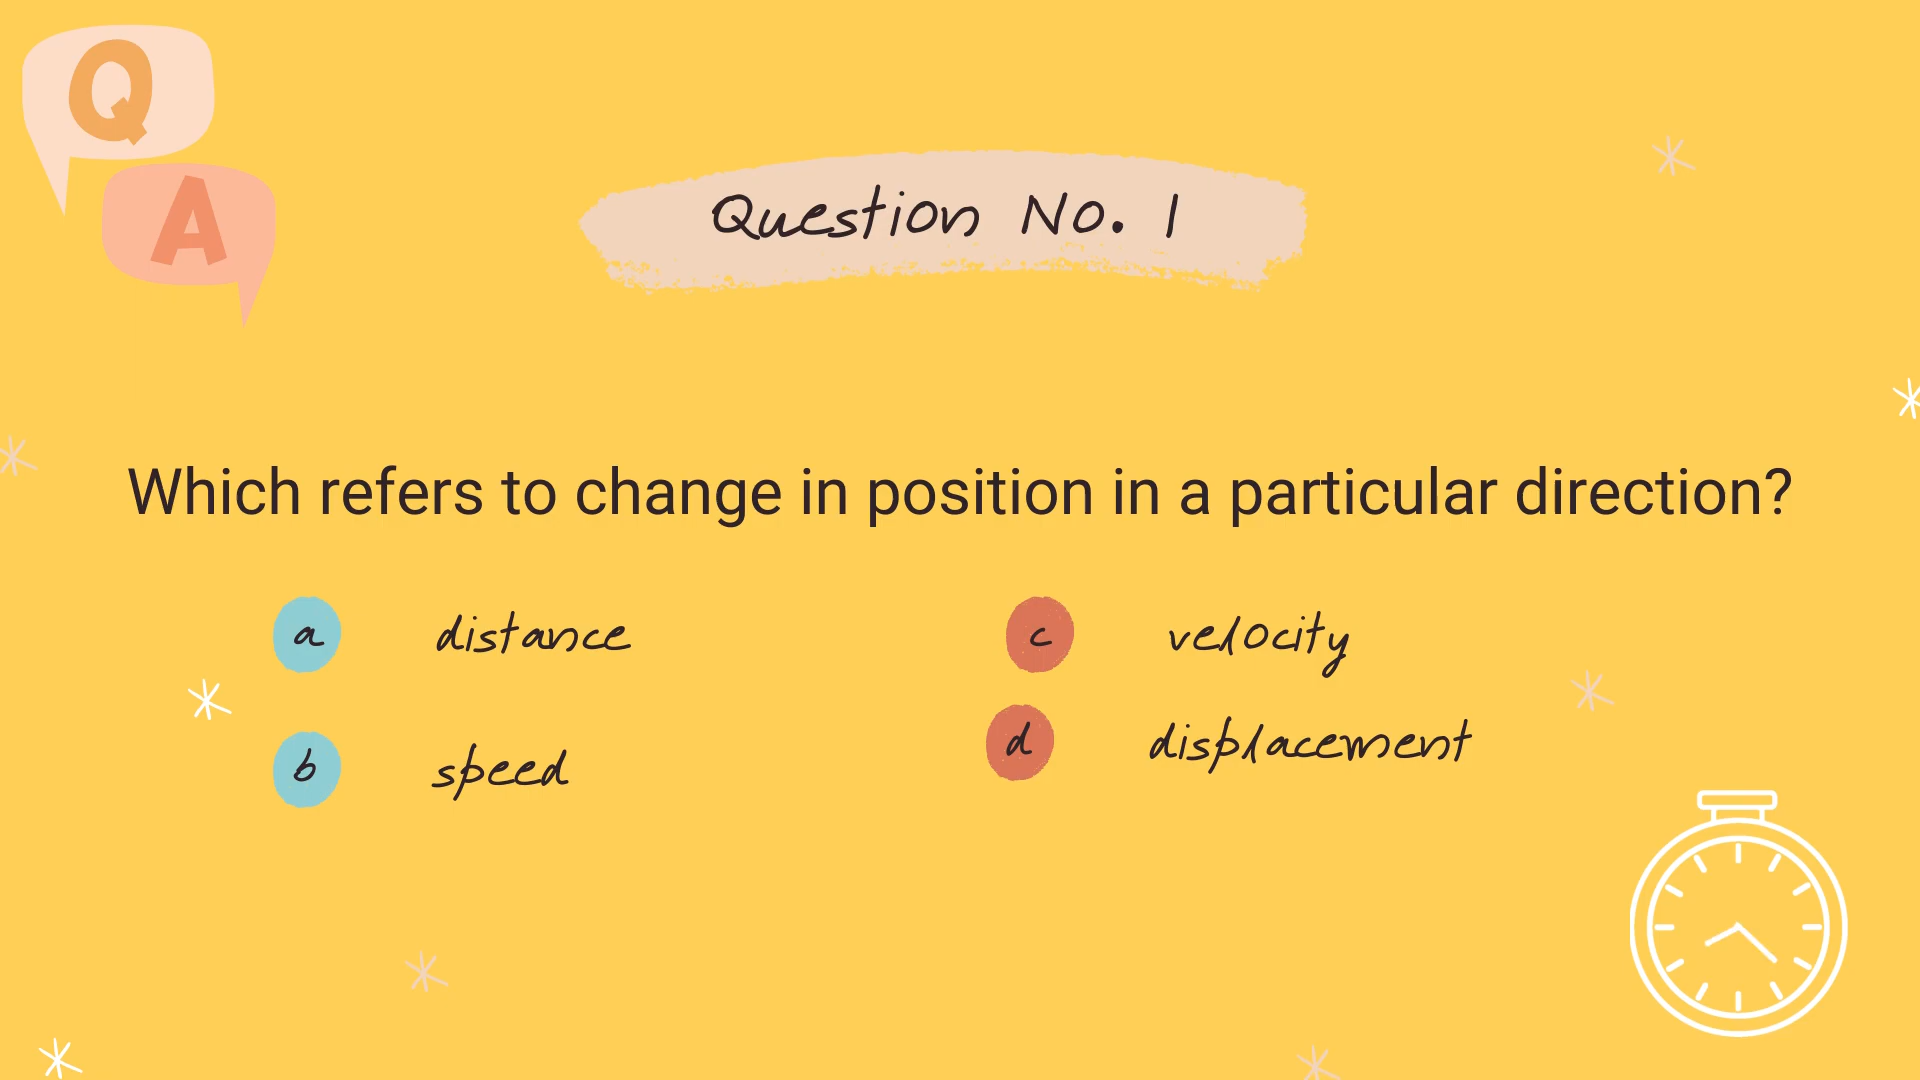 Q
A
Question No. 1
Which refers to change in position in a particular direction?
a distance
b speed
c velocity
d displacement